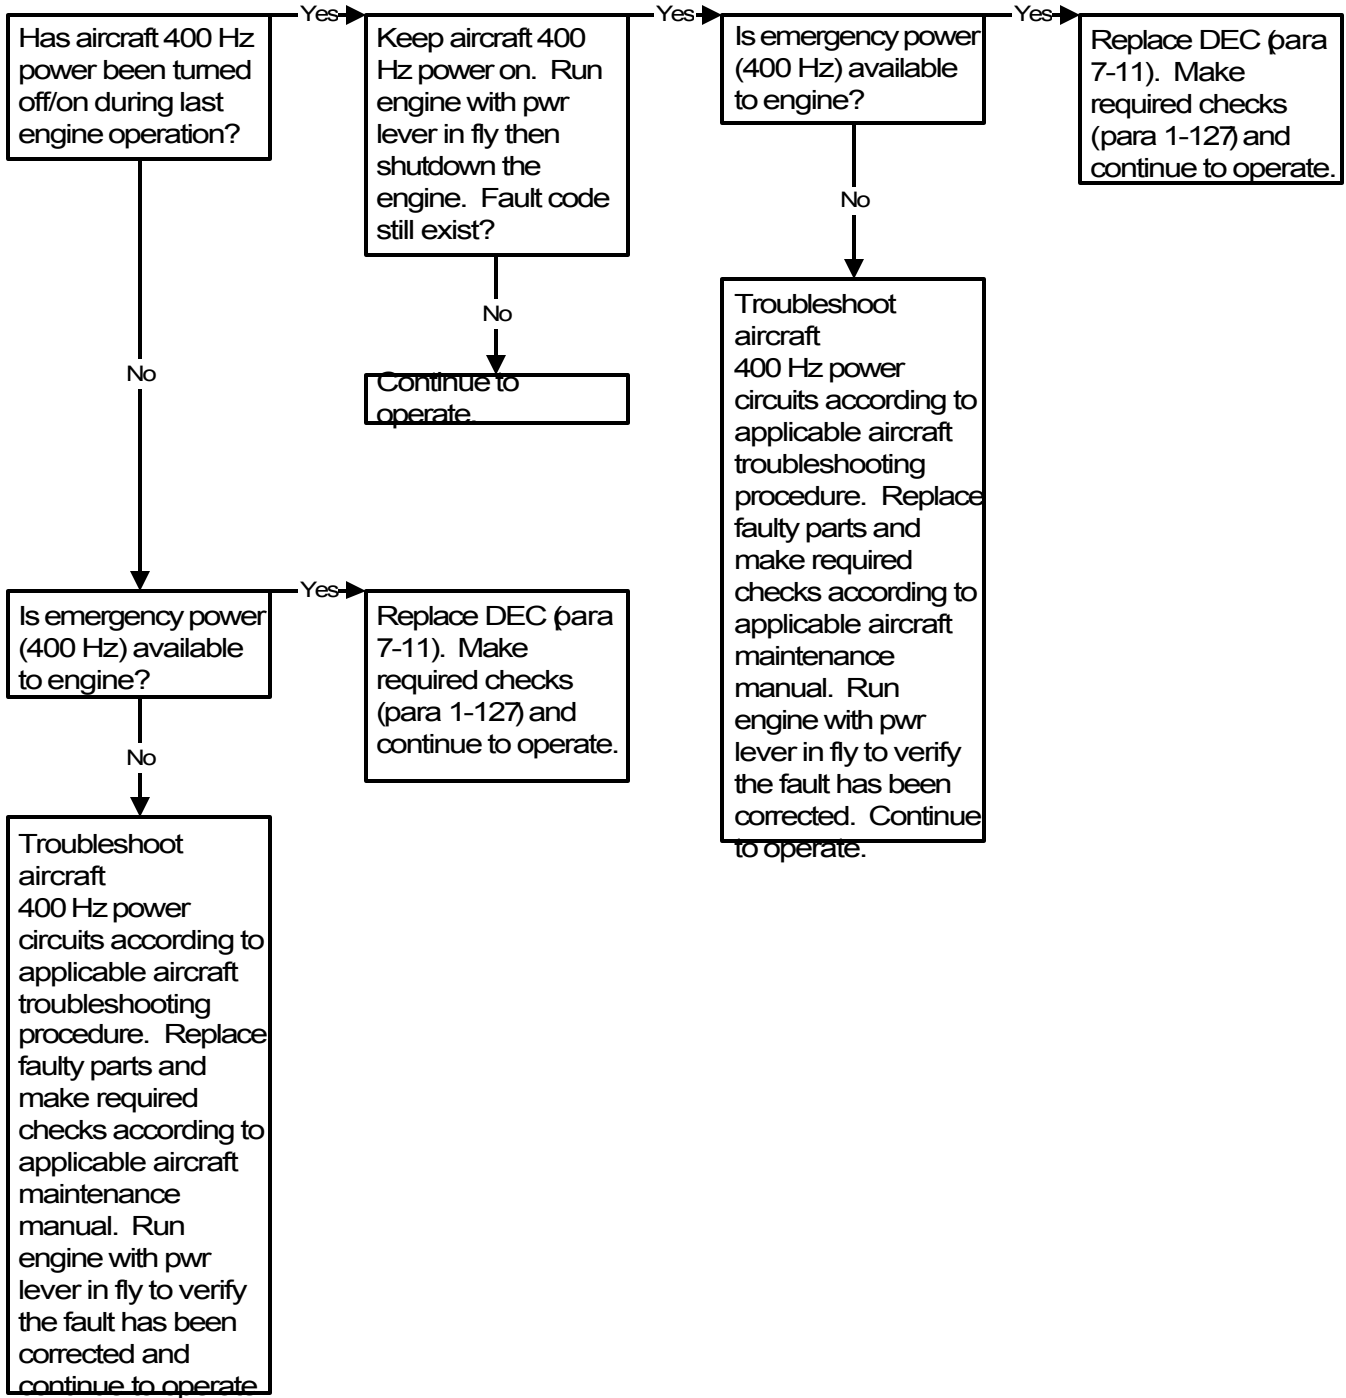 Yes
Yes
Yes
Has aircraft 400 Hz
power been turned
off/on during last
engine operation?
Keep aircraft 400
Hz power on. Run
engine with pwr
lever in fly then
shutdown the
engine. Fault code
still exist?
Is emergency power
(400 Hz) available
to engine?
Replace DEC (para
7-11). Make
required checks
(para 1-127) and
continue to operate.
No
No
No
Continue to
operate.
Troubleshoot
aircraft
400 Hz power
circuits according to
applicable aircraft
troubleshooting
procedure. Replace
faulty parts and
make required
checks according to
applicable aircraft
maintenance
manual. Run
engine with pwr
lever in fly to verify
the fault has been
corrected. Continue
to operate.
Yes
Is emergency power
(400 Hz) available
to engine?
Replace DEC (para
7-11). Make
required checks
(para 1-127) and
continue to operate.
No
Troubleshoot
aircraft
400 Hz power
circuits according to
applicable aircraft
troubleshooting
procedure. Replace
faulty parts and
make required
checks according to
applicable aircraft
maintenance
manual. Run
engine with pwr
lever in fly to verify
the fault has been
corrected and
continue to operate